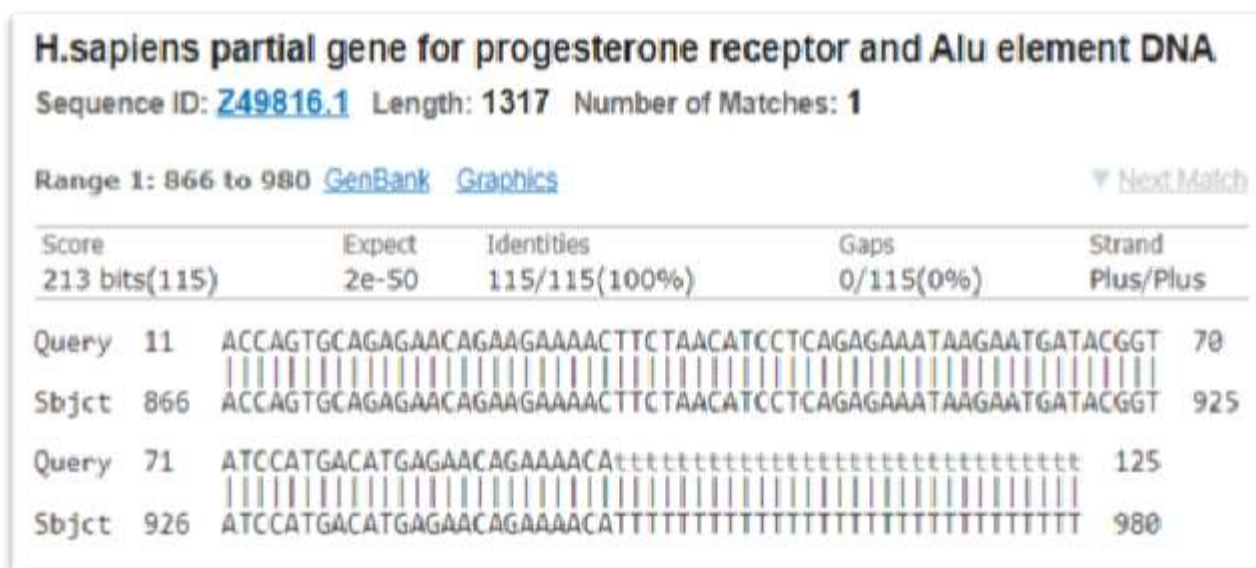 H.sapiens partial gene for progesterone receptor and Alu element DNA
Sequence ID: Z49816.1 Length: 1317 Number of Matches: 1
Range 1: 866 to 980 GenBank Graphics ▼ Next Match
Score Expect Identities Gaps Strand
213 bits(115) 2e-50 115/115(100%) 0/115(0%) Plus/Plus
Query 11 ACCAGTGCAGAGAACAGAAGAAAACTTCTAACATCCTCAGAGAAATAAGAATGATACGGT 70
Sbjct 866 ACCAGTGCAGAGAACAGAAGAAAACTTCTAACATCCTCAGAGAAATAAGAATGATACGGT 925
Query 71 ATCCATGACATGAGAACAGAAAACAtttttttttttttttttttttttttttttt 125
Sbjct 926 ATCCATGACATGAGAACAGAAAACATTTTTTTTTTTTTTTTTTTTTTTTTTTTTT 980